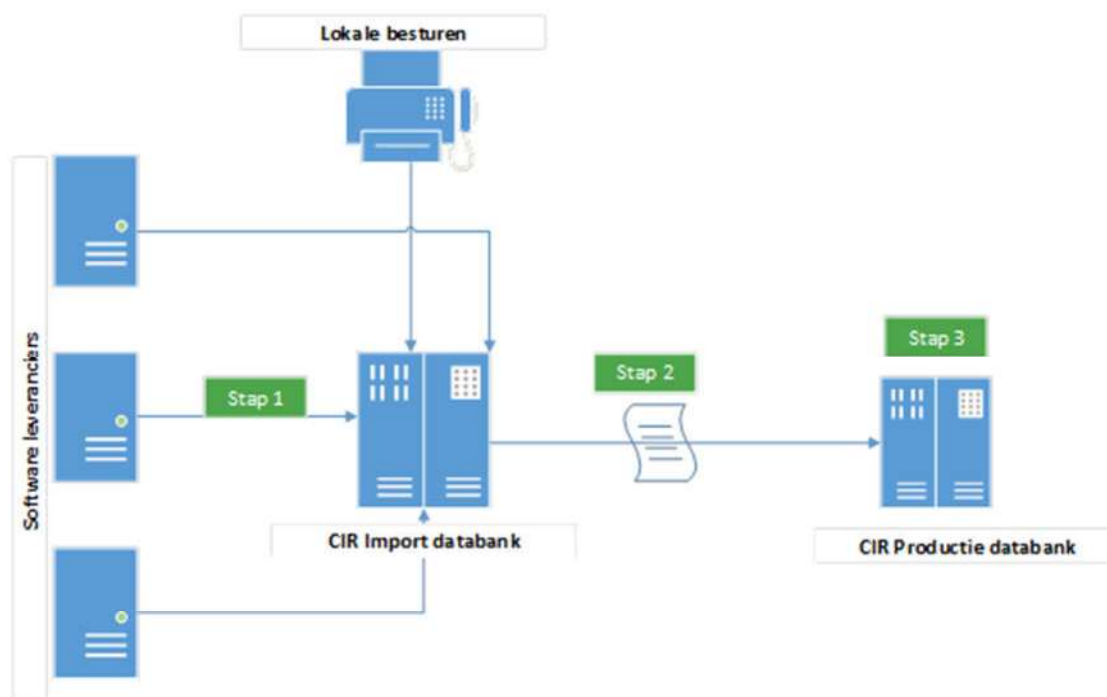 Lokale besturen
Software leveranciers
Stap 1
Stap 2
Stap 3
CIR Import databank
CIR Productie databank